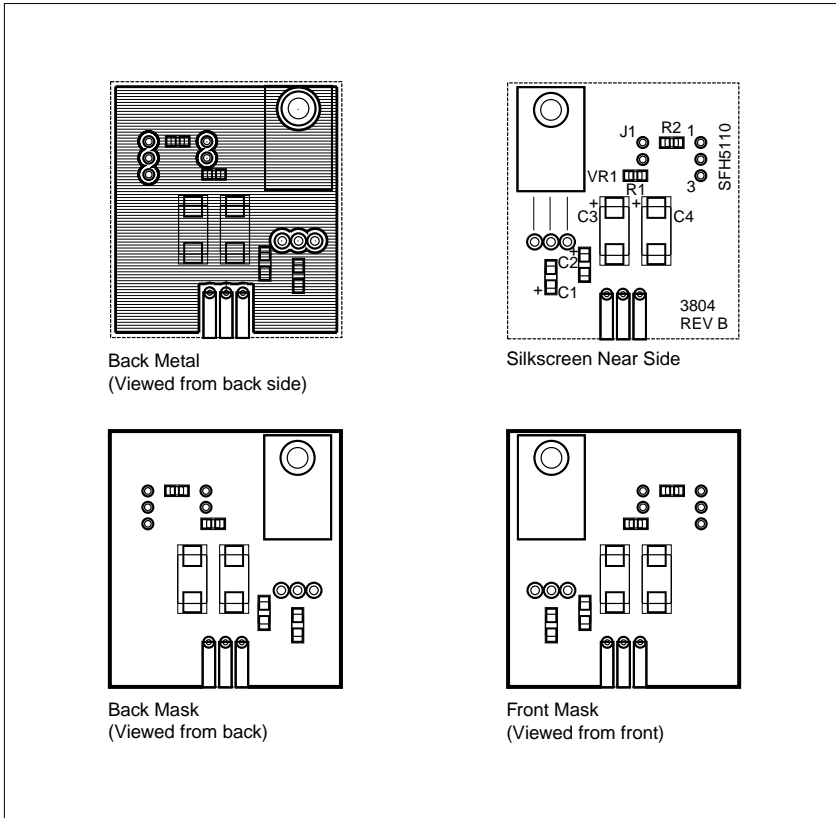 Back Metal
(Viewed from back side)
J1
R2
1
VR1
R1
3
SFH5110
+
C3
+
C4
+
C2
+
C1
3804
REV B
Silkscreen Near Side
Back Mask
(Viewed from back)
Front Mask
(Viewed from front)